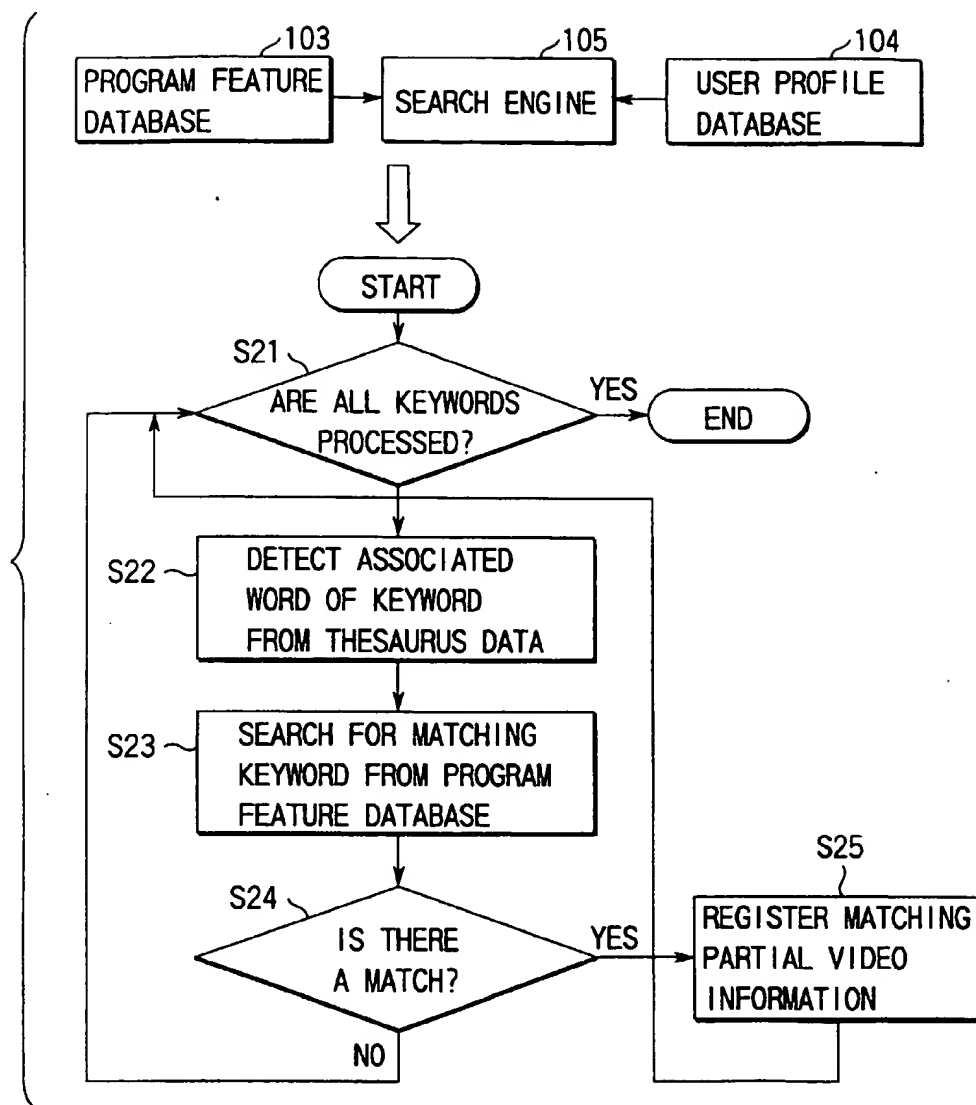 103
105
104
PROGRAM FEATURE
DATABASE
SEARCH ENGINE
USER PROFILE
DATABASE
START
S21
ARE ALL KEYWORDS
PROCESSED?
YES
END
S22
DETECT ASSOCIATED
WORD OF KEYWORD
FROM THESAURUS DATA
S23
SEARCH FOR MATCHING
KEYWORD FROM PROGRAM
FEATURE DATABASE
S24
IS THERE
A MATCH?
YES
NO
S25
REGISTER MATCHING
PARTIAL VIDEO
INFORMATION